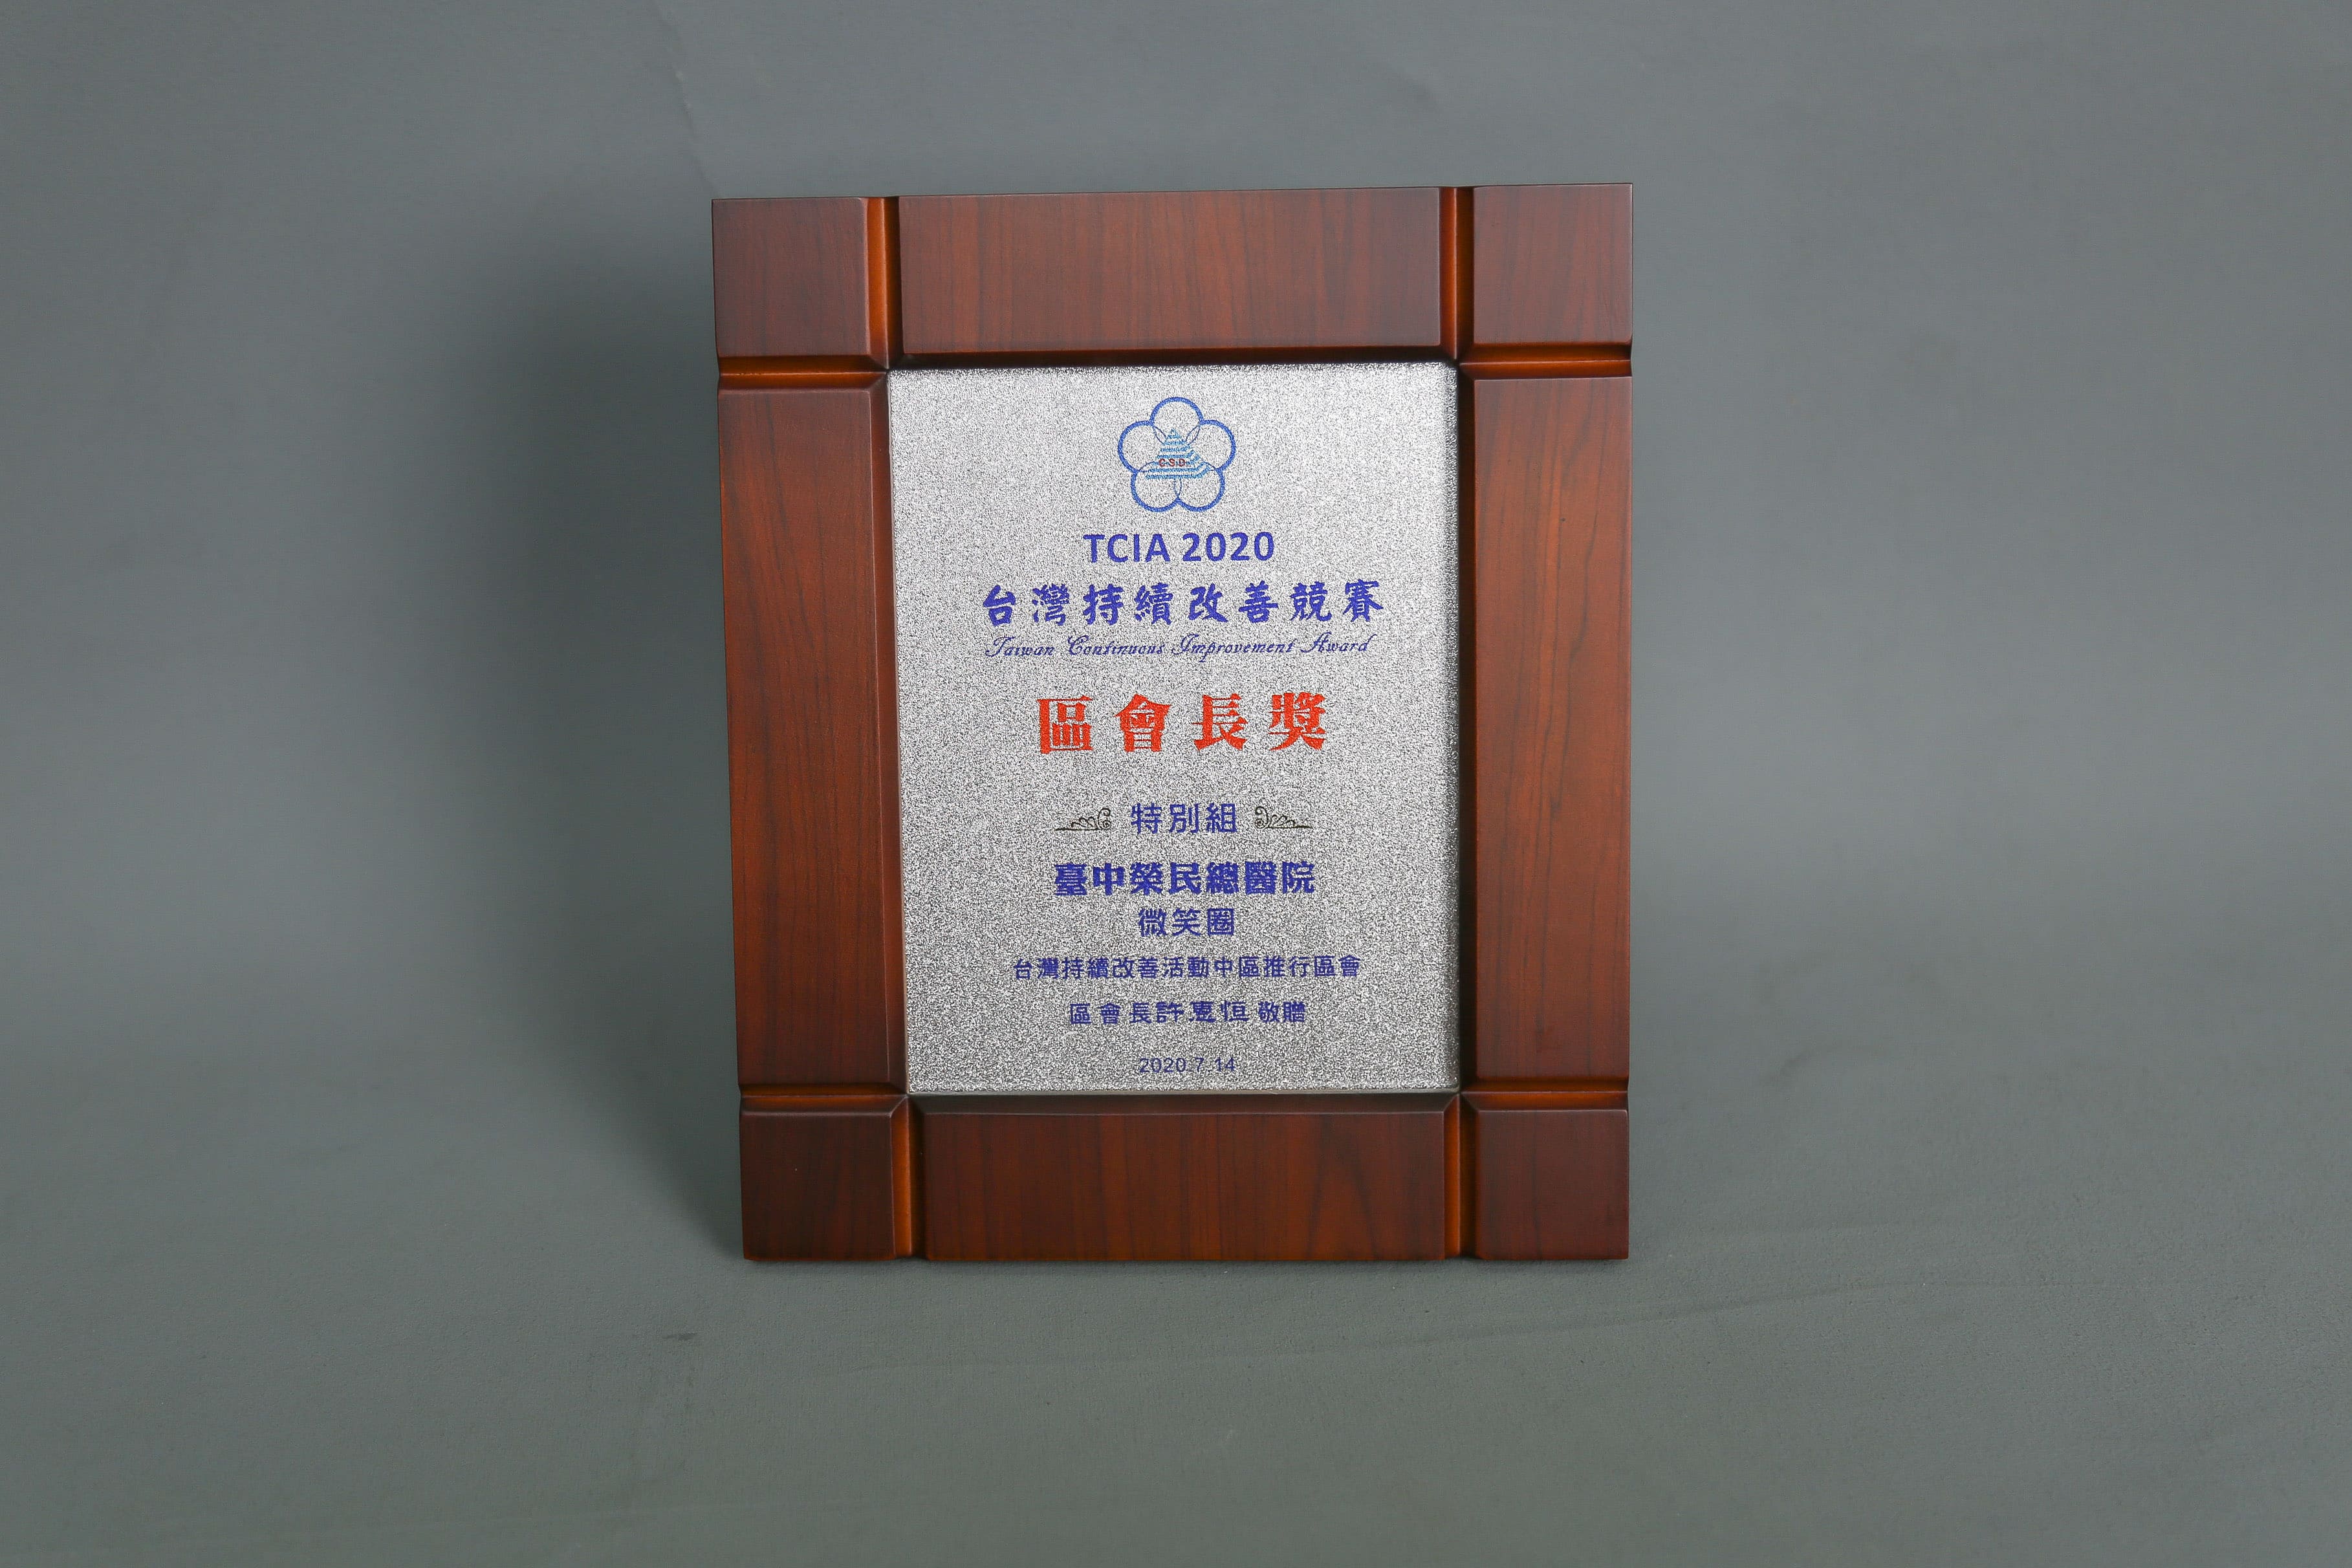 C·S·D
TCIA 2020
台灣持續改善競賽
Taiwan Continuous Improvement Award
區會長獎
特別組
臺中榮民總醫院
微笑圈
台灣持續改善活動中區推行區會
區會長許惠恒敬贈
2020.7.14